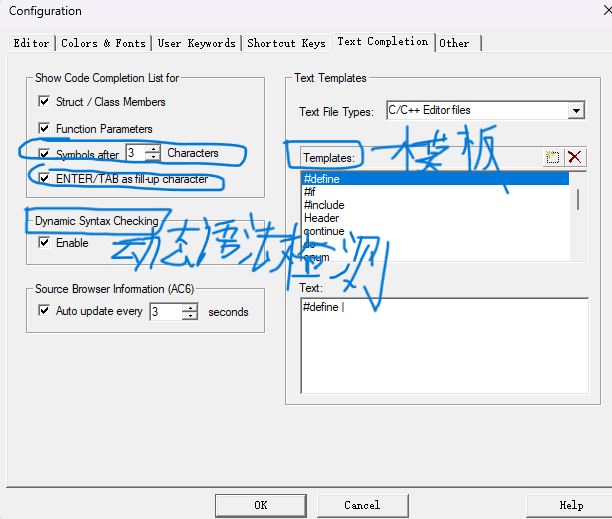 Configuration
Editor
Colors & Fonts
User Keywords
Shortcut Keys
Text Completion
Other
Show Code Completion List for
Struct / Class Members
Function Parameters
Symbols after 3 Characters
ENTER/TAB as fill-up character
Dynamic Syntax Checking
Enable
动态语法检测
Source Browser Information (AC6)
Auto update every 3 seconds
Text Templates
Text File Types: C/C++ Editor files
Templates:
模板
#define
#if
#include
Header
continue
do
enum
Text:
#define
OK
Cancel
Help